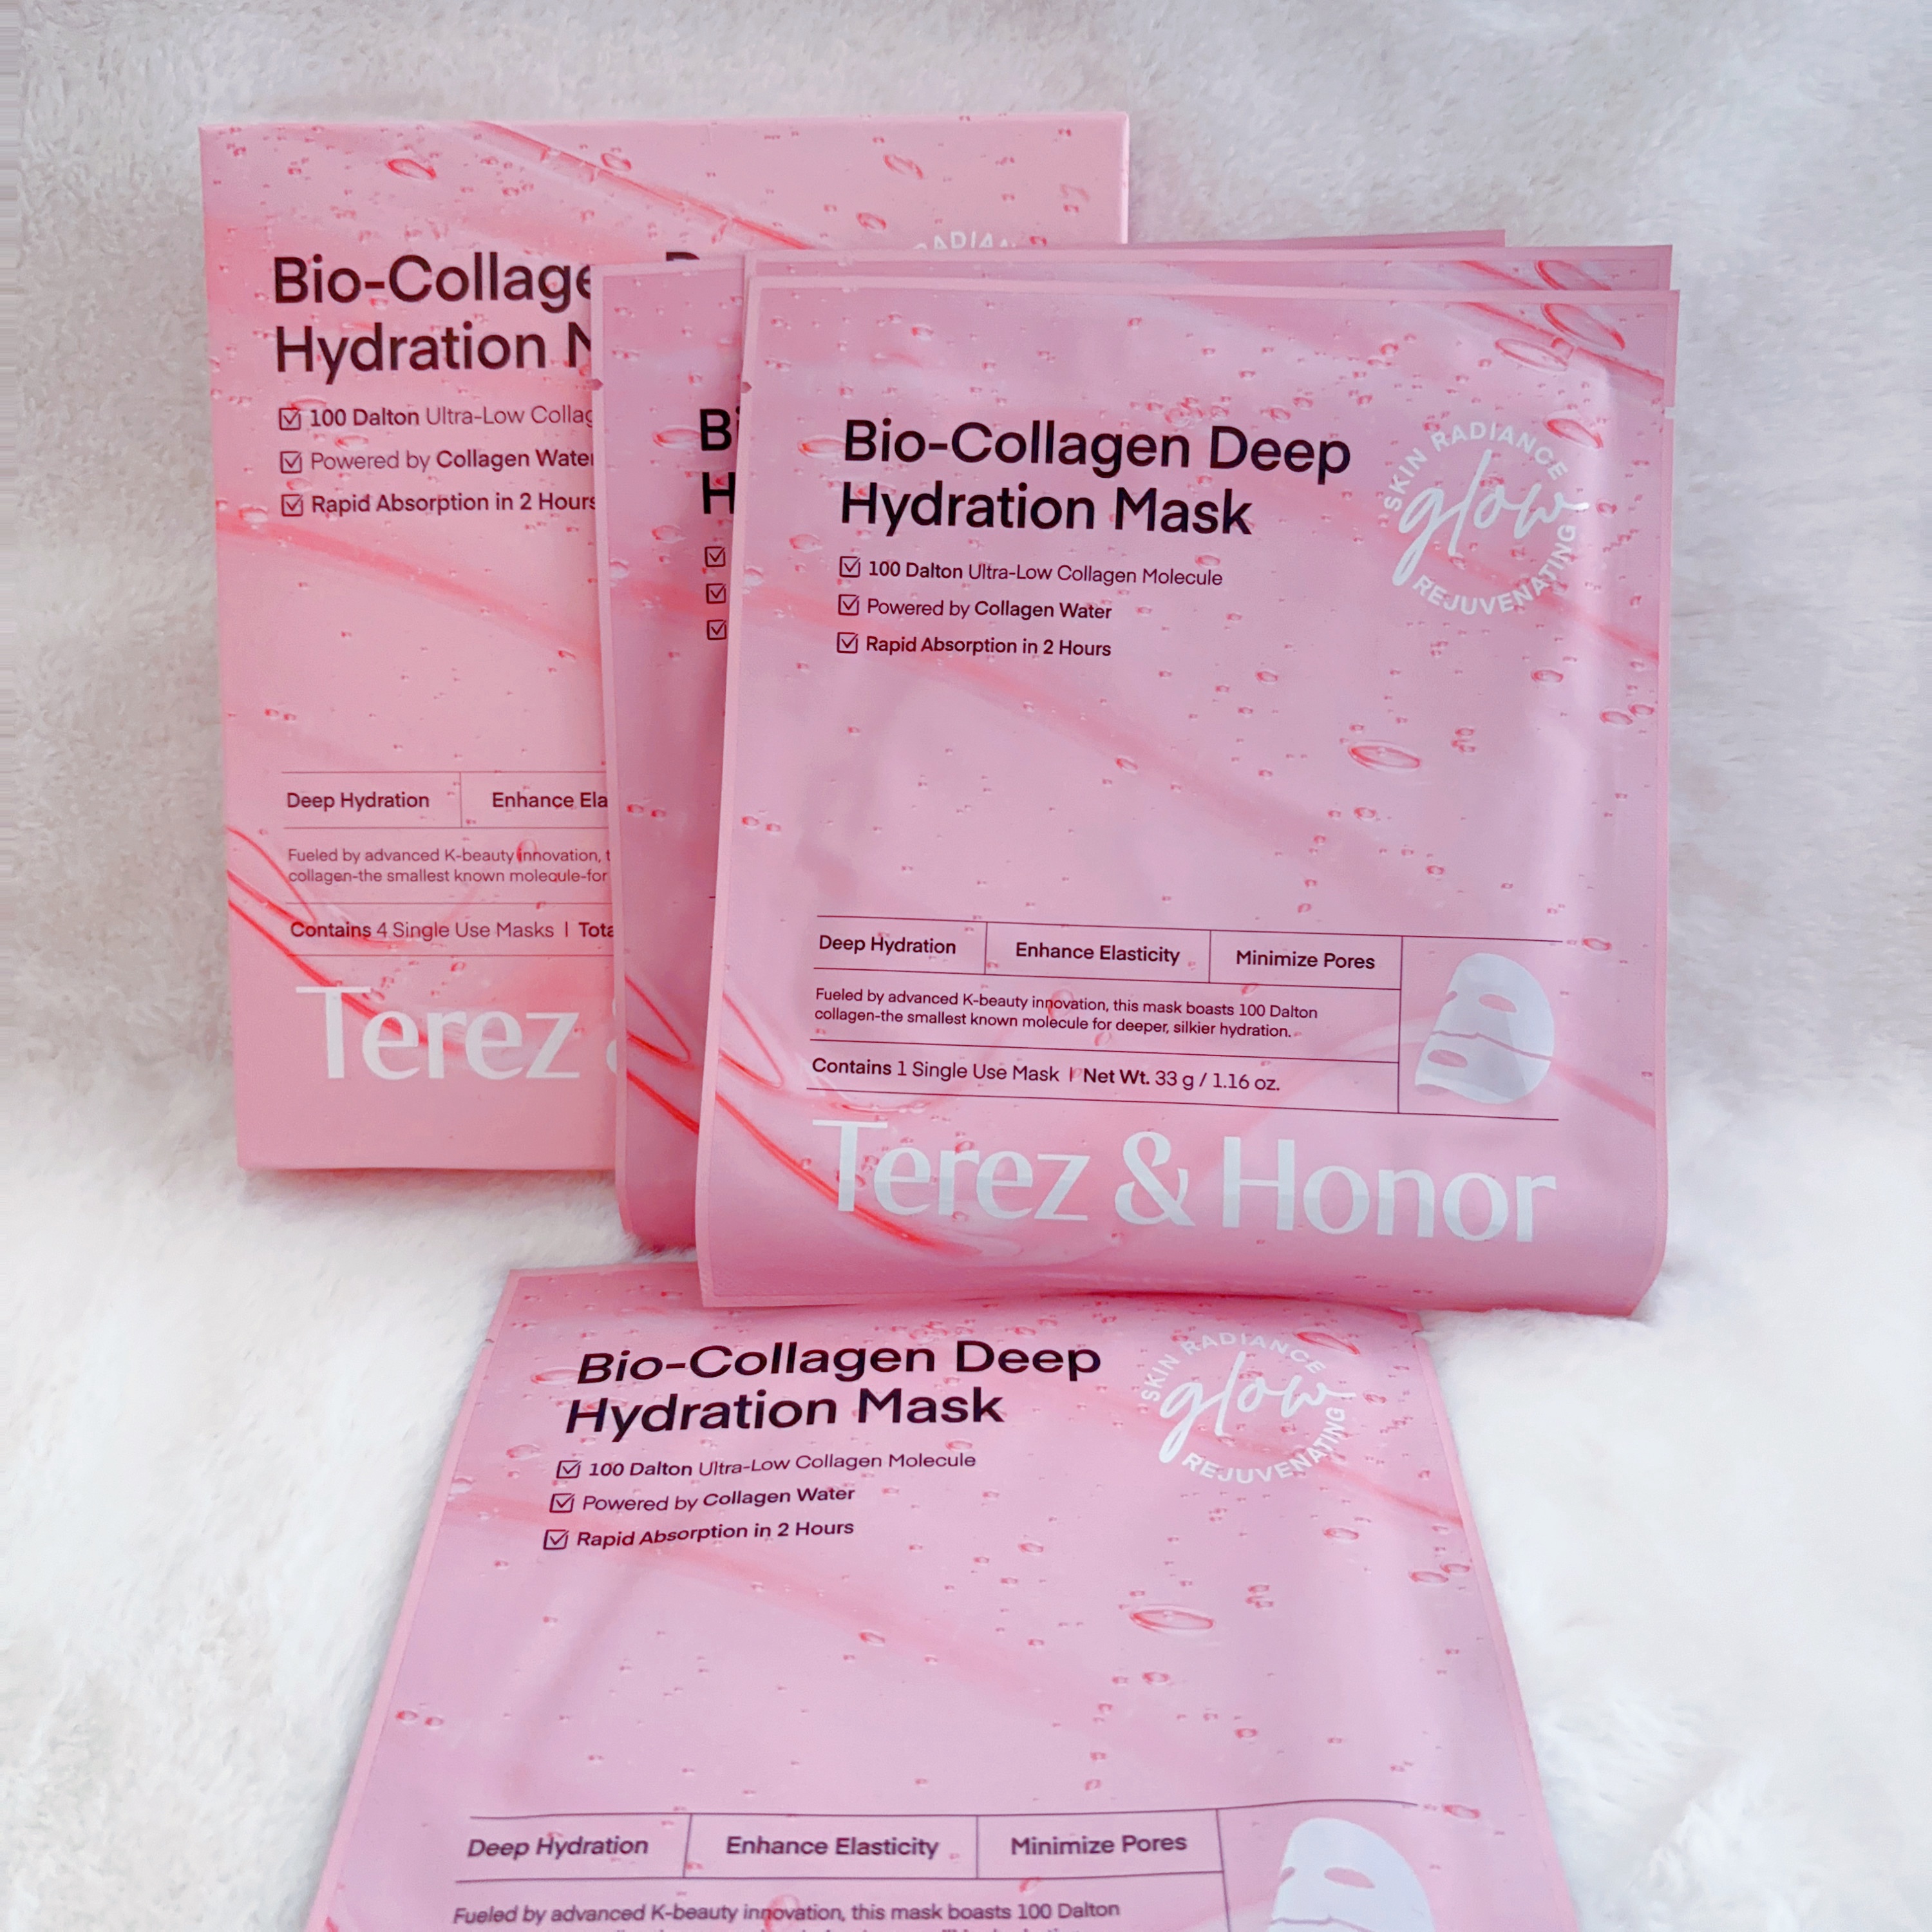 Bio-Collage
Hydration
100 Dalton Ultra-Low Collag
Powered by Collagen Water
Rapid Absorption in 2 Hours
Deep Hydration Enhance Ela
Fueled by advanced K-beauty innovation, t
collagen-the smallest known molecule-for
Contains 4 Single Use Masks | Tota
Terez
RADIAN
Bi
H
Bio-Collagen Deep
Hydration Mask
100 Dalton Ultra-Low Collagen Molecule
Powered by Collagen Water
Rapid Absorption in 2 Hours
SKIN RADIANCE
glow
REJUVENATING
Deep Hydration Enhance Elasticity Minimize Pores
Fueled by advanced K-beauty innovation, this mask boasts 100 Dalton
collagen-the smallest known molecule for deeper, silkier hydration.
Contains 1 Single Use Mask | Net Wt. 33 g / 1.16 oz.
Terez & Honor
Bio-Collagen Deep
Hydration Mask
100 Dalton Ultra-Low Collagen Molecule
Powered by Collagen Water
Rapid Absorption in 2 Hours
SKIN RADIANCE
glow
REJUVENATING
Deep Hydration Enhance Elasticity Minimize Pores
Fueled by advanced K-beauty innovation, this mask boasts 100 Dalton